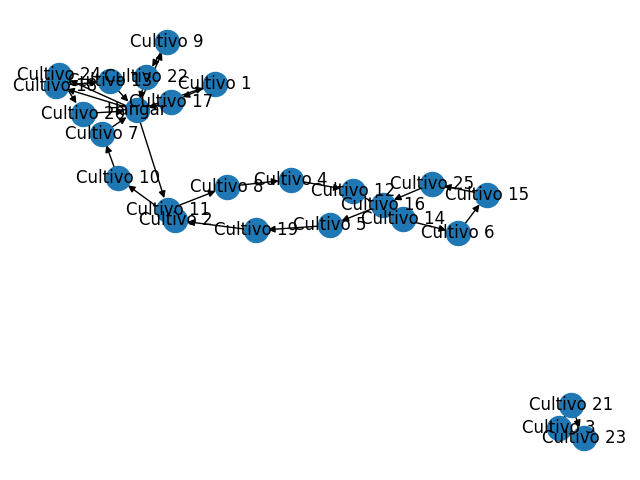 Cultivo 9
Cultivo 24
Cultivo 13
Cultivo 22
Cultivo 1
Cultivo 18
Cultivo 17
Hangar
Cultivo 20
Cultivo 7
Cultivo 10
Cultivo 8
Cultivo 4
Cultivo 12
Cultivo 25
Cultivo 15
Cultivo 16
Cultivo 11
Cultivo 2
Cultivo 14
Cultivo 19
Cultivo 5
Cultivo 6
Cultivo 21
Cultivo 3
Cultivo 23